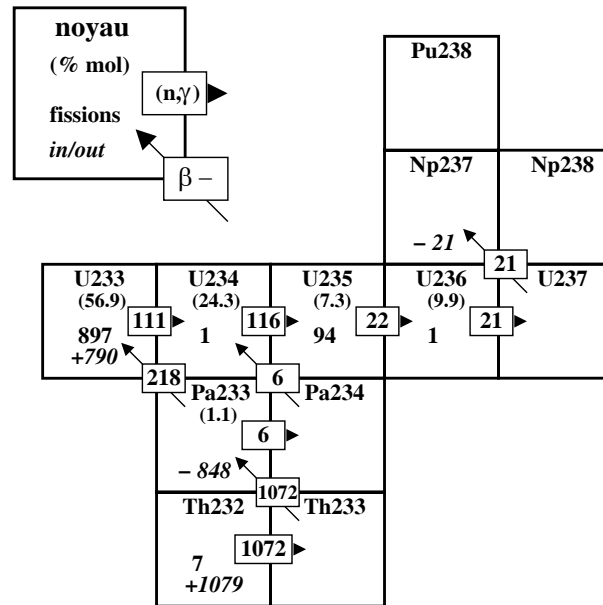 noyau
(% mol)
(n,γ)
fissions
in/out
β −
Pu238
Np237 Np238
− 21
21
U233 U234 U235 U236 U237
(56.9) (24.3) (7.3) (9.9)
111 116 22 21
897 1 94 1
+790
218 6
Pa233 Pa234
(1.1)
6
− 848
1072
Th232 Th233
1072
7
+1079